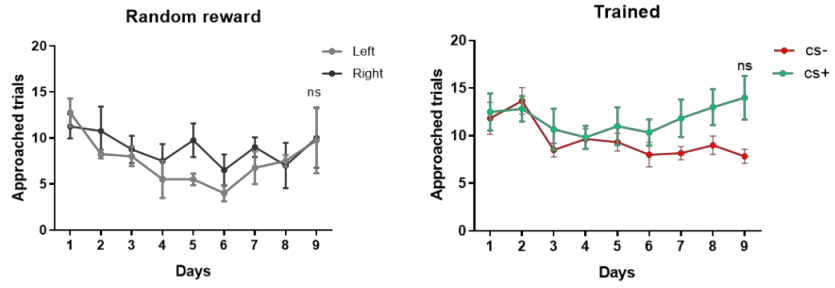 Random reward
20
15
10
5
0
Approached trials
Left
Right
ns
1 2 3 4 5 6 7 8 9
Days
Trained
20
15
10
5
0
Approached trials
cs-
cs+
ns
1 2 3 4 5 6 7 8 9
Days